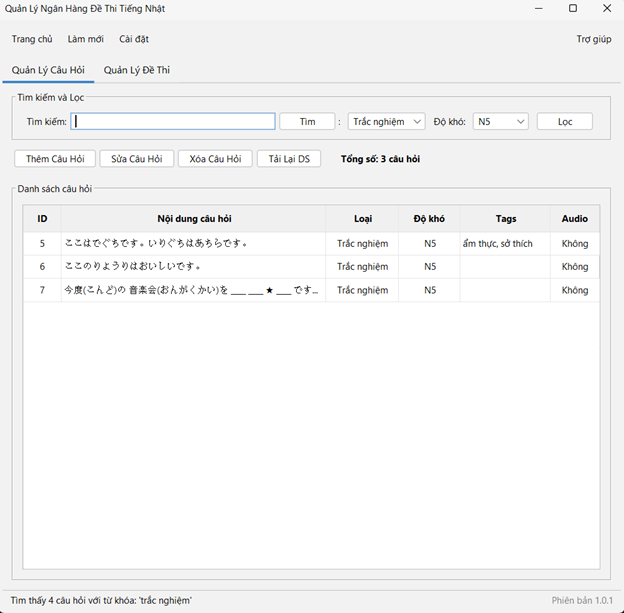 Quản Lý Ngân Hàng Đề Thi Tiếng Nhật
Trang chủ Làm mới Cài đặt Trợ giúp
Quản Lý Câu Hỏi Quản Lý Đề Thi
Tìm kiếm và Lọc
Tìm kiếm: Tìm : Trắc nghiệm Độ khó: N5 Lọc
Thêm Câu Hỏi Sửa Câu Hỏi Xóa Câu Hỏi Tải Lại DS Tổng số: 3 câu hỏi
Danh sách câu hỏi
ID Nội dung câu hỏi Loại Độ khó Tags Audio
5 ここはでぐちです。いりぐちはあちらです。 Trắc nghiệm N5 ẩm thực, sở thích Không
6 ここのりょうりはおいしいです。 Trắc nghiệm N5 Không
7 今度(こんど)の 音楽会(おんがくかい)を ___ ___ ★ ___ です... Trắc nghiệm N5 Không
Tìm thấy 4 câu hỏi với từ khóa: 'trắc nghiệm' Phiên bản 1.0.1